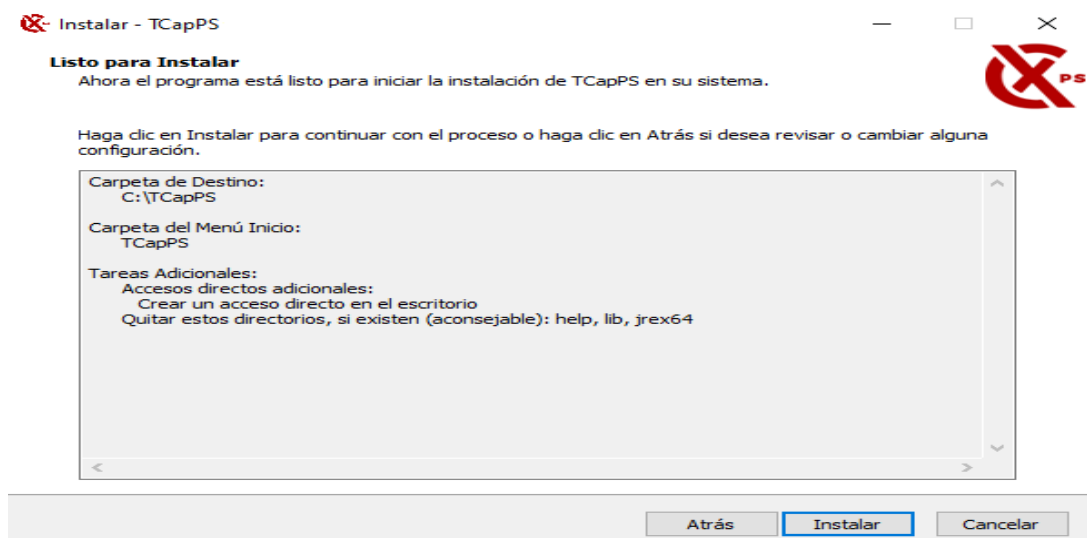 Instalar - TCapPS
Listo para Instalar
Ahora el programa está listo para iniciar la instalación de TCapPS en su sistema.
PS
Haga clic en Instalar para continuar con el proceso o haga clic en Atrás si desea revisar o cambiar alguna
configuración.
Carpeta de Destino:
C:\TCapPS
Carpeta del Menú Inicio:
TCapPS
Tareas Adicionales:
Accesos directos adicionales:
Crear un acceso directo en el escritorio
Quitar estos directorios, si existen (aconsejable): help, lib, jrex64
Atrás
Instalar
Cancelar